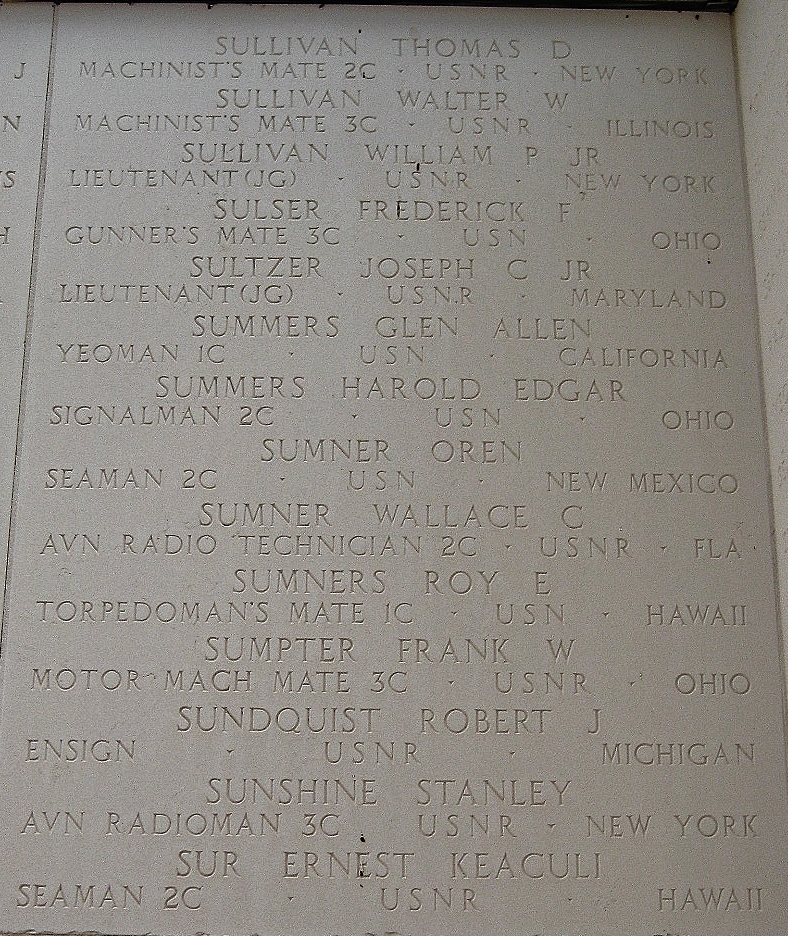 SULLIVAN THOMAS D
J
MACHINIST'S MATE 2C · USNR · NEW YORK
SULLIVAN WALTER W
N
MACHINIST'S MATE 3C · USNR · ILLINOIS
SULLIVAN WILLIAM P JR
S
LIEUTENANT (JG) · USNR · NEW YORK
SULSER FREDERICK F
H
GUNNER'S MATE 3C · USN · OHIO
SULTZER JOSEPH C JR
LIEUTENANT (JG) · USNR · MARYLAND
SUMMERS GLEN ALLEN
YEOMAN 1C · USN · CALIFORNIA
SUMMERS HAROLD EDGAR
SIGNALMAN 2C · USN · OHIO
SUMNER OREN
SEAMAN 2C · USN · NEW MEXICO
SUMNER WALLACE C
AVN RADIO TECHNICIAN 2C · USNR · FLA
SUMNERS ROY E
TORPEDOMAN'S MATE 1C · USN · HAWAII
SUMPTER FRANK W
MOTOR MACH MATE 3C · USNR · OHIO
SUNDQUIST ROBERT J
ENSIGN · USNR · MICHIGAN
SUNSHINE STANLEY
AVN RADIOMAN 3C · USNR · NEW YORK
SUR ERNEST KEACULI
SEAMAN 2C · USNR · HAWAII